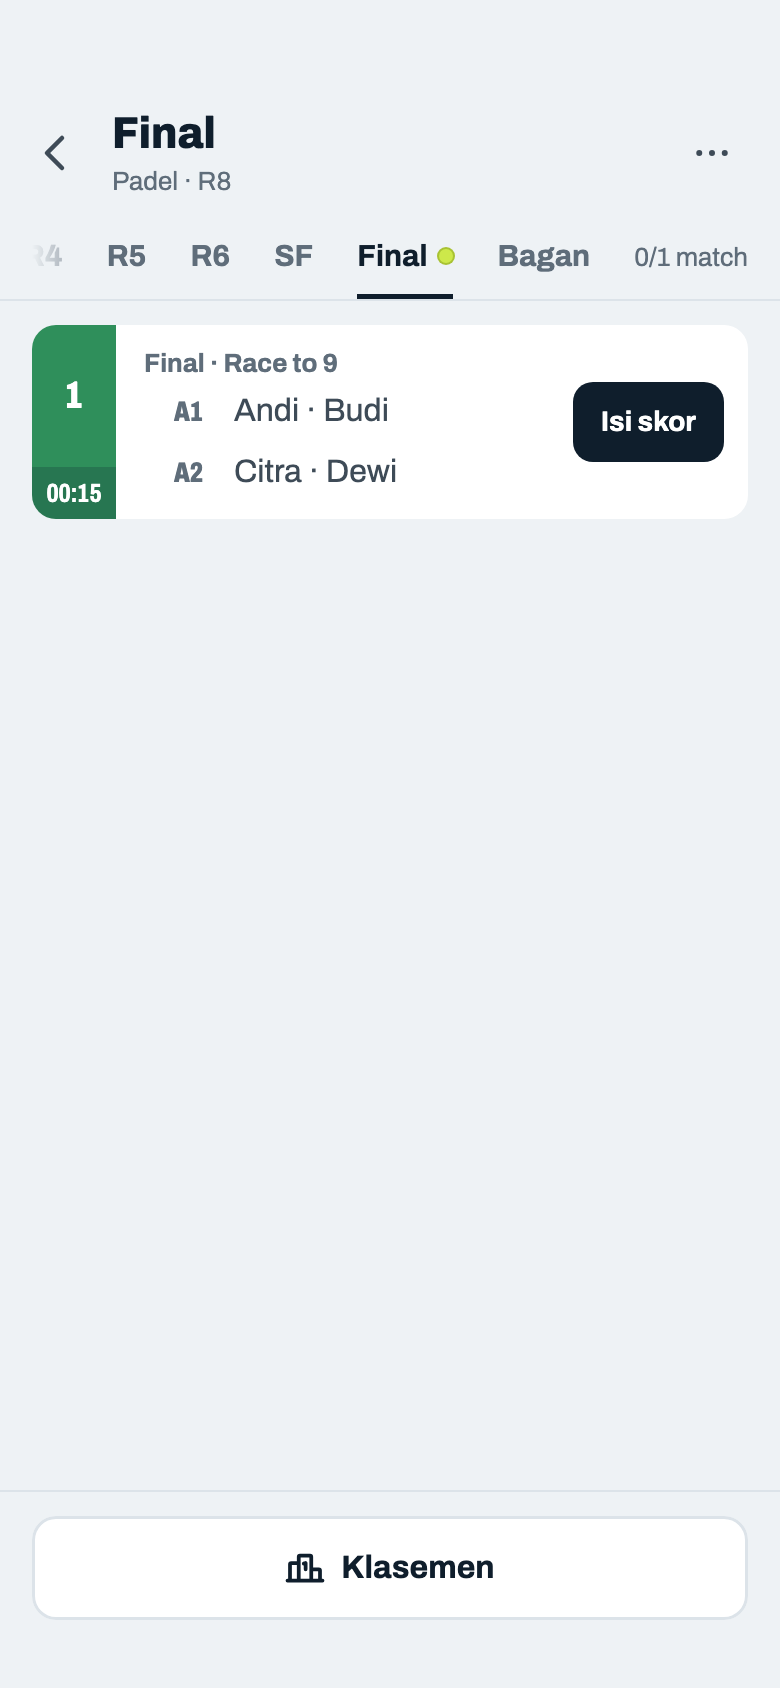 Final
Padel · R8
R4 R5 R6 SF Final Bagan 0/1 match
1
00:15
Final · Race to 9
A1 Andi · Budi
A2 Citra · Dewi
Isi skor
Klasemen